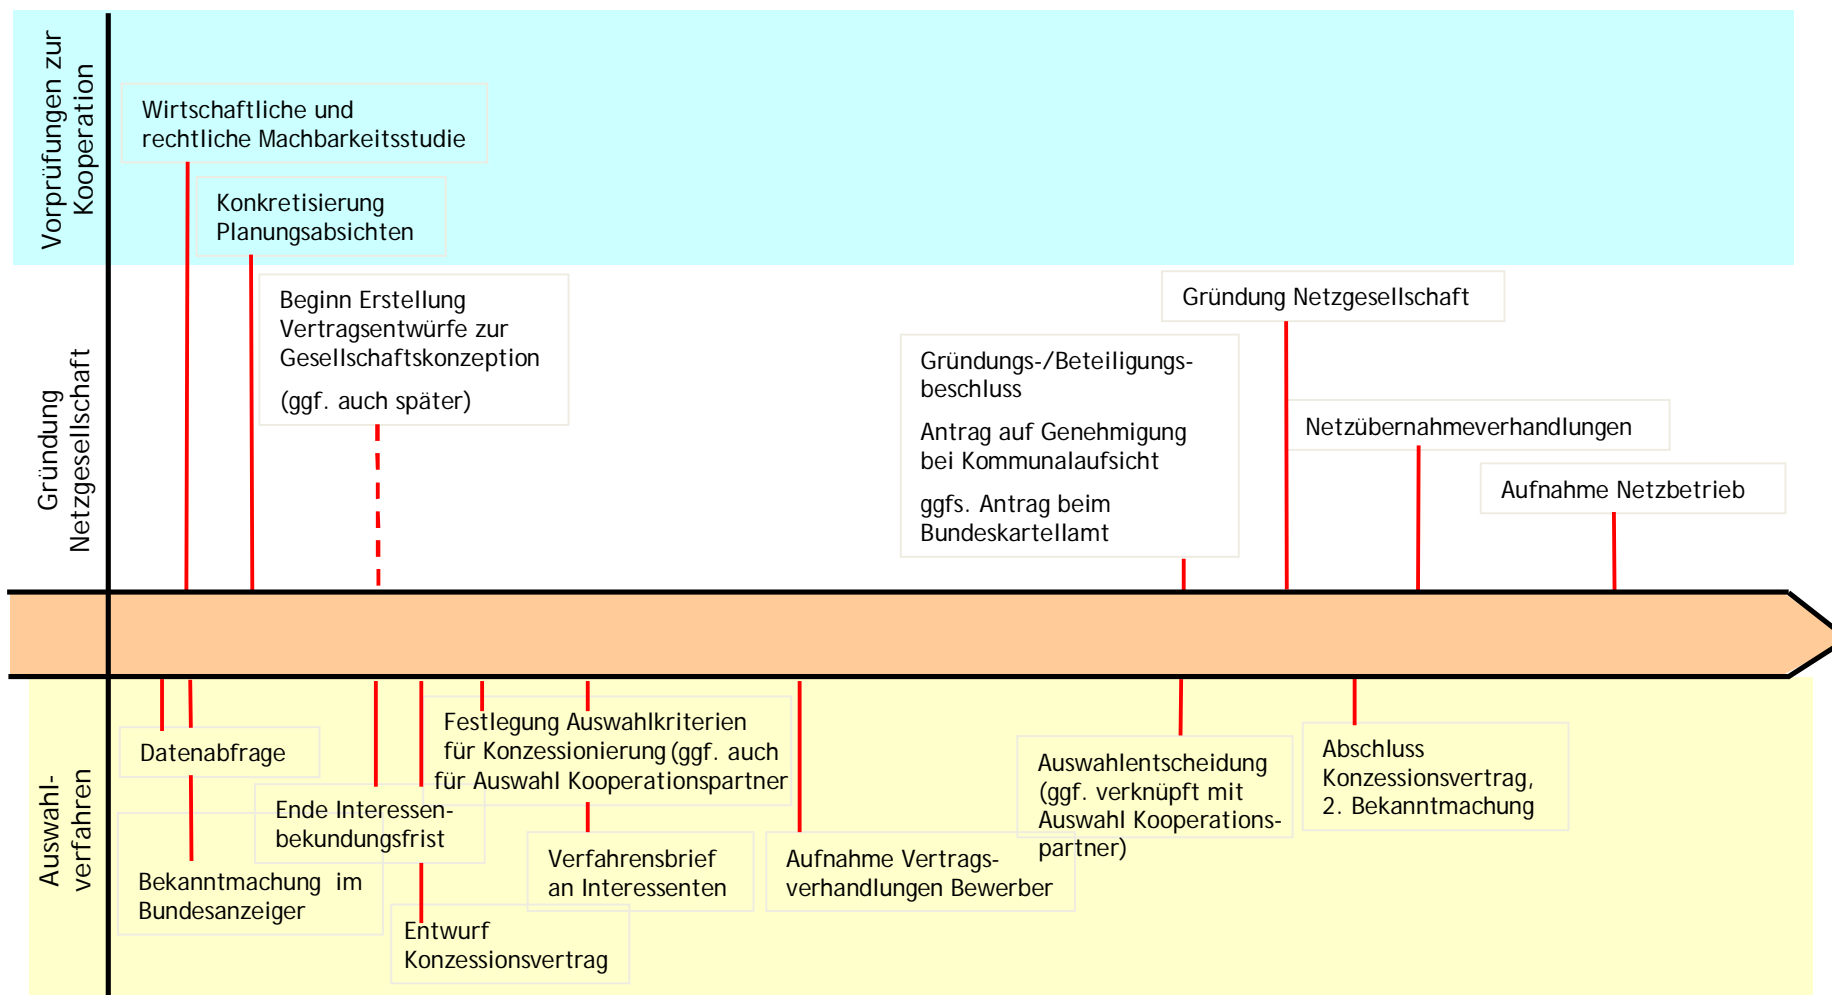 Vorprüfungen zur
Kooperation
Wirtschaftliche und
rechtliche Machbarkeitsstudie
Konkretisierung
Planungsabsichten
Gründung
Netzgesellschaft
Beginn Erstellung
Vertragsentwürfe zur
Gesellschaftskonzeption
(ggf. auch später)
Gründungs-/Beteiligungs-
beschluss
Antrag auf Genehmigung
bei Kommunalaufsicht
ggfs. Antrag beim
Bundeskartellamt
Gründung Netzgesellschaft
Netzübernahmeverhandlungen
Aufnahme Netzbetrieb
Auswahl-
verfahren
Datenabfrage
Bekanntmachung im
Bundesanzeiger
Ende Interessen-
bekundungsfrist
Entwurf
Konzessionsvertrag
Festlegung Auswahlkriterien
für Konzessionierung (ggf. auch
für Auswahl Kooperationspartner
Verfahrensbrief
an Interessenten
Aufnahme Vertrags-
verhandlungen Bewerber
Auswahlentscheidung
(ggf. verknüpft mit
Auswahl Kooperations-
partner)
Abschluss
Konzessionsvertrag,
2. Bekanntmachung